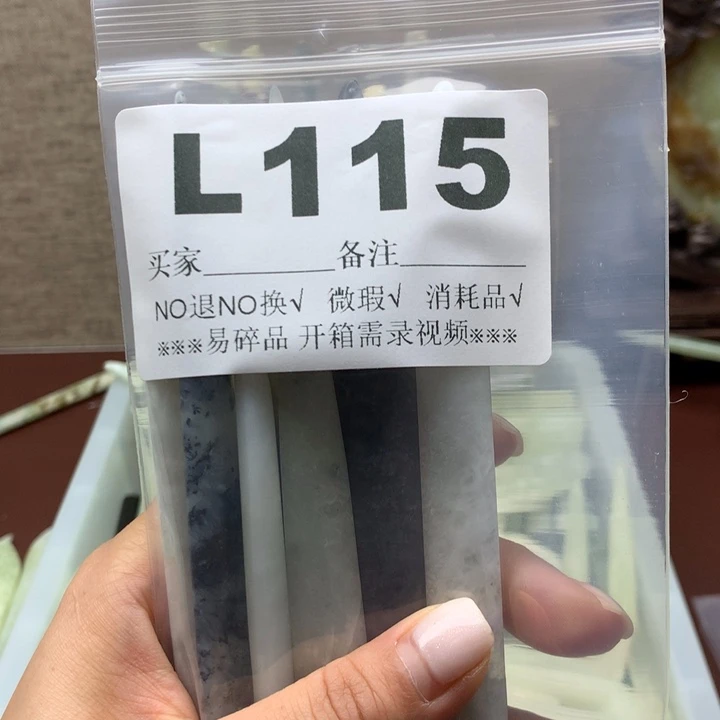 L115
买家________备注________
NO退NO换√ 微瑕√ 消耗品√
※※※易碎品 开箱需录视频※※※